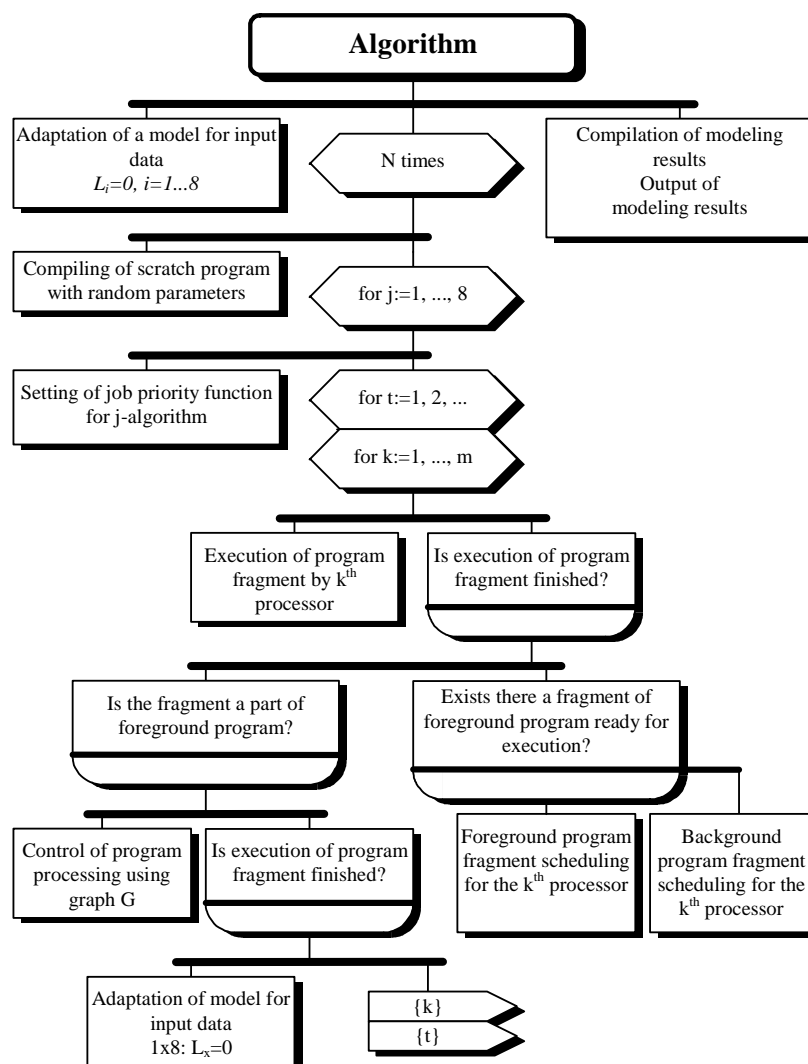 Algorithm
Adaptation of a model for input
data
L_i=0, i=1...8
N times
Compilation of modeling
results
Output of
modeling results
Compiling of scratch program
with random parameters
for j:=1, ..., 8
Setting of job priority function
for j-algorithm
for t:=1, 2, ...
for k:=1, ..., m
Execution of program
fragment by k^th
processor
Is execution of program
fragment finished?
Is the fragment a part of
foreground program?
Exists there a fragment of
foreground program ready for
execution?
Control of program
processing using
graph G
Is execution of program
fragment finished?
Foreground program
fragment scheduling
for the k^th processor
Background
program fragment
scheduling for the
k^th processor
Adaptation of model for
input data
1x8: L_x=0
{k}
{t}